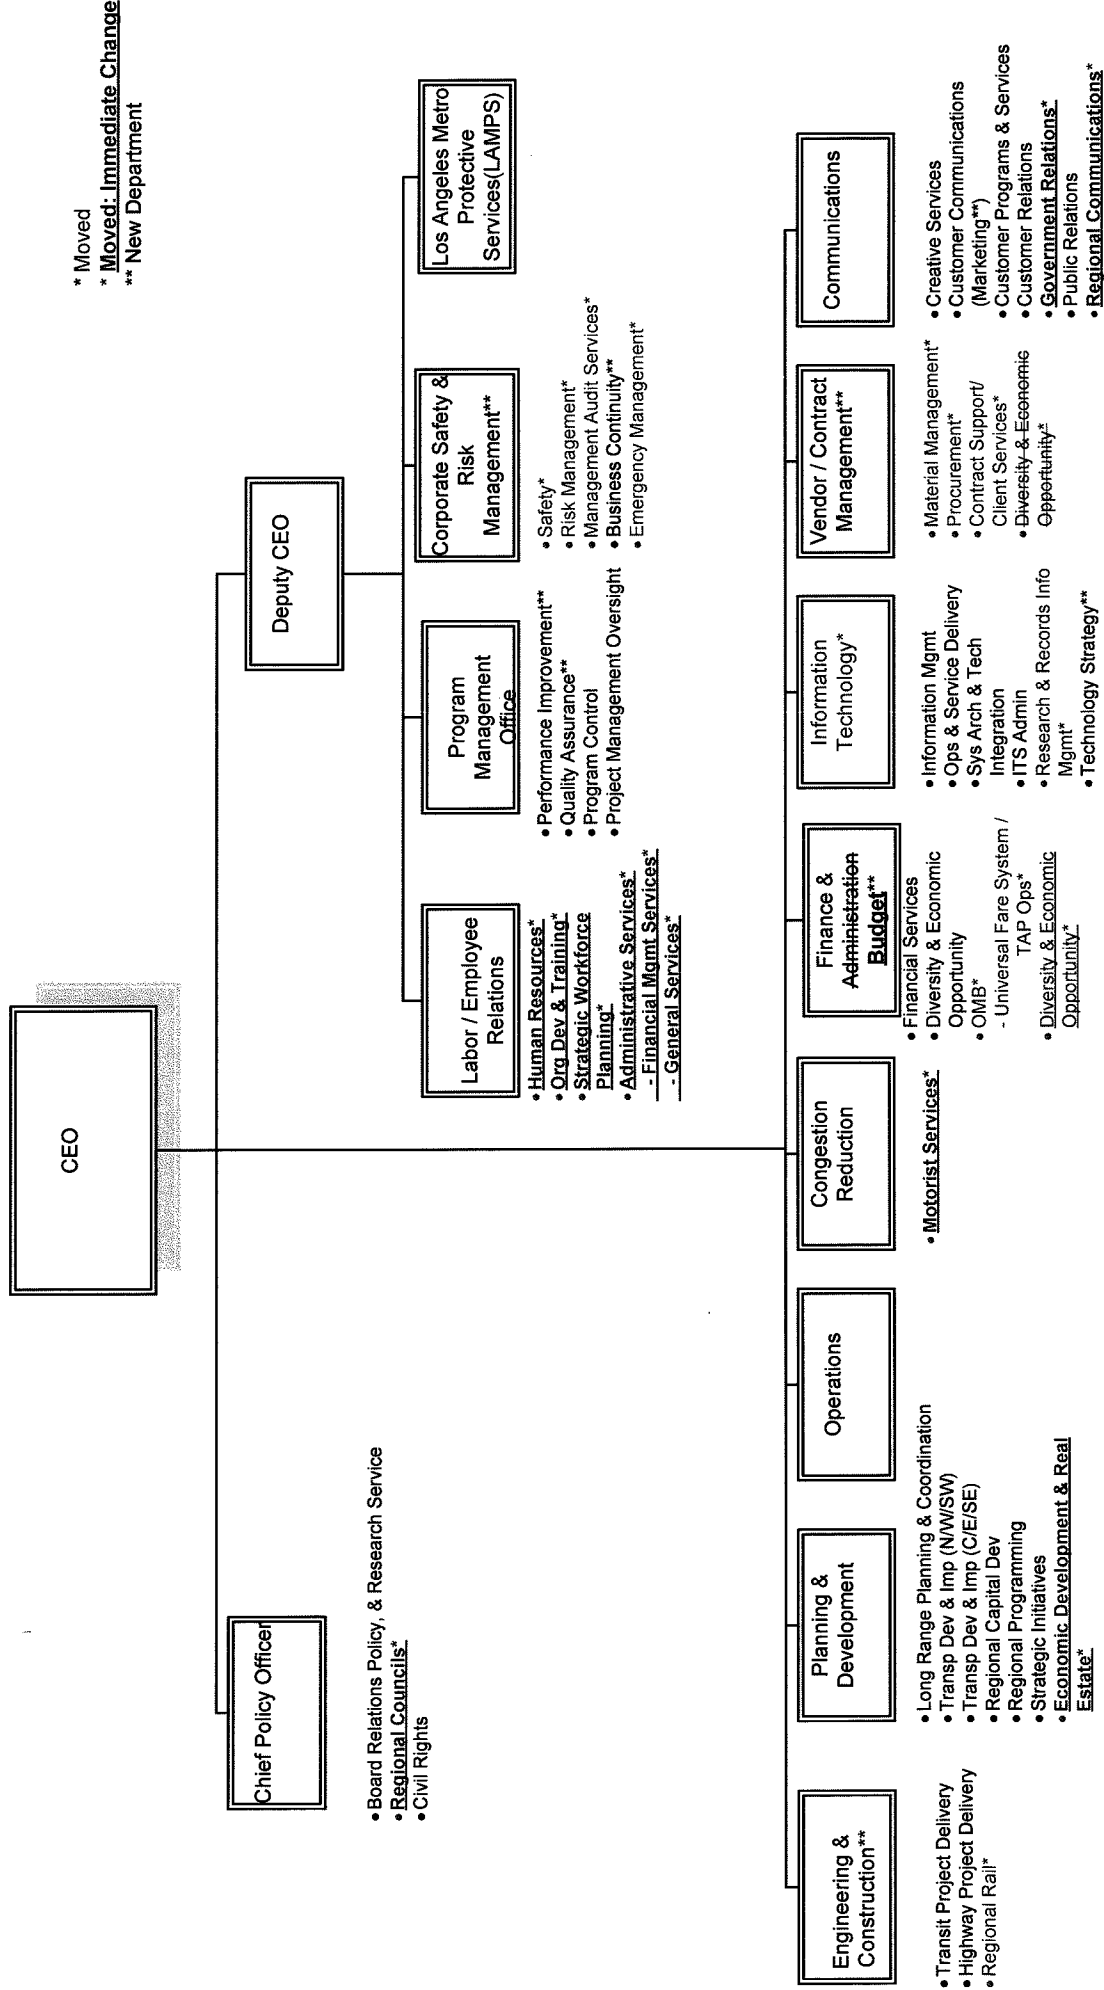 * Moved
* Moved: Immediate Change
** New Department
CEO
Chief Policy Officer
• Board Relations Policy, & Research Service
• Regional Councils*
• Civil Rights
Deputy CEO
Labor / Employee
Relations
• Human Resources*
• Org Dev & Training*
• Strategic Workforce
Planning*
• Administrative Services*
- Financial Mgmt Services*
- General Services*
Program
Management
Office
• Performance Improvement**
• Quality Assurance**
• Program Control
• Project Management Oversight
Corporate Safety &
Risk
Management**
• Safety*
• Risk Management*
• Management Audit Services*
• Business Continuity**
• Emergency Management*
Los Angeles Metro
Protective
Services(LAMPS)
Engineering &
Construction**
• Transit Project Delivery
• Highway Project Delivery
• Regional Rail*
Planning &
Development
• Long Range Planning & Coordination
• Transp Dev & Imp (N/W/SW)
• Transp Dev & Imp (C/E/SE)
• Regional Capital Dev
• Regional Programming
• Strategic Initiatives
• Economic Development & Real
Estate*
Operations
Congestion
Reduction
• Motorist Services*
Finance &
Administration
Budget**
• Financial Services
• Diversity & Economic
Opportunity
• OMB*
- Universal Fare System /
TAP Ops*
• Diversity & Economic
Opportunity*
Information
Technology*
• Information Mgmt
• Ops & Service Delivery
• Sys Arch & Tech
Integration
• ITS Admin
• Research & Records Info
Mgmt*
• Technology Strategy**
Vendor / Contract
Management**
• Material Management*
• Procurement*
• Contract Support/
Client Services*
• Diversity & Economic
Opportunity*
Communications
• Creative Services
• Customer Communications
(Marketing**)
• Customer Programs & Services
• Customer Relations
• Government Relations*
• Public Relations
• Regional Communications*